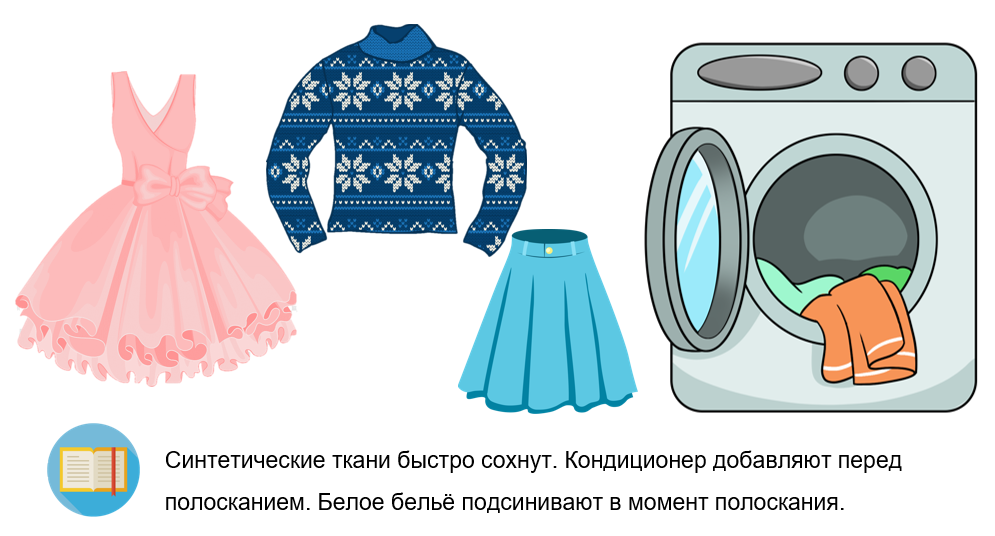 Синтетические ткани быстро сохнут. Кондиционер добавляют перед
полосканием. Белое бельё подсинивают в момент полоскания.